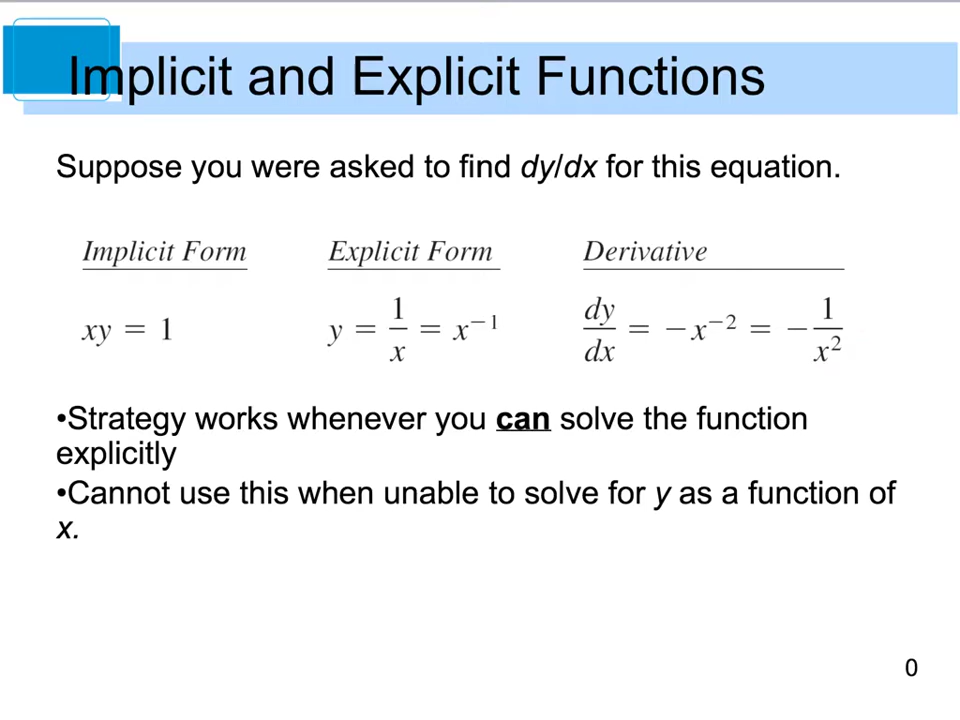 Implicit and Explicit Functions
Suppose you were asked to find dy/dx for this equation.
Implicit Form Explicit Form Derivative
xy = 1 y = 1/x = x⁻¹ dy/dx = −x⁻² = −1/x²
•Strategy works whenever you can solve the function
explicitly
•Cannot use this when unable to solve for y as a function of
x.
0